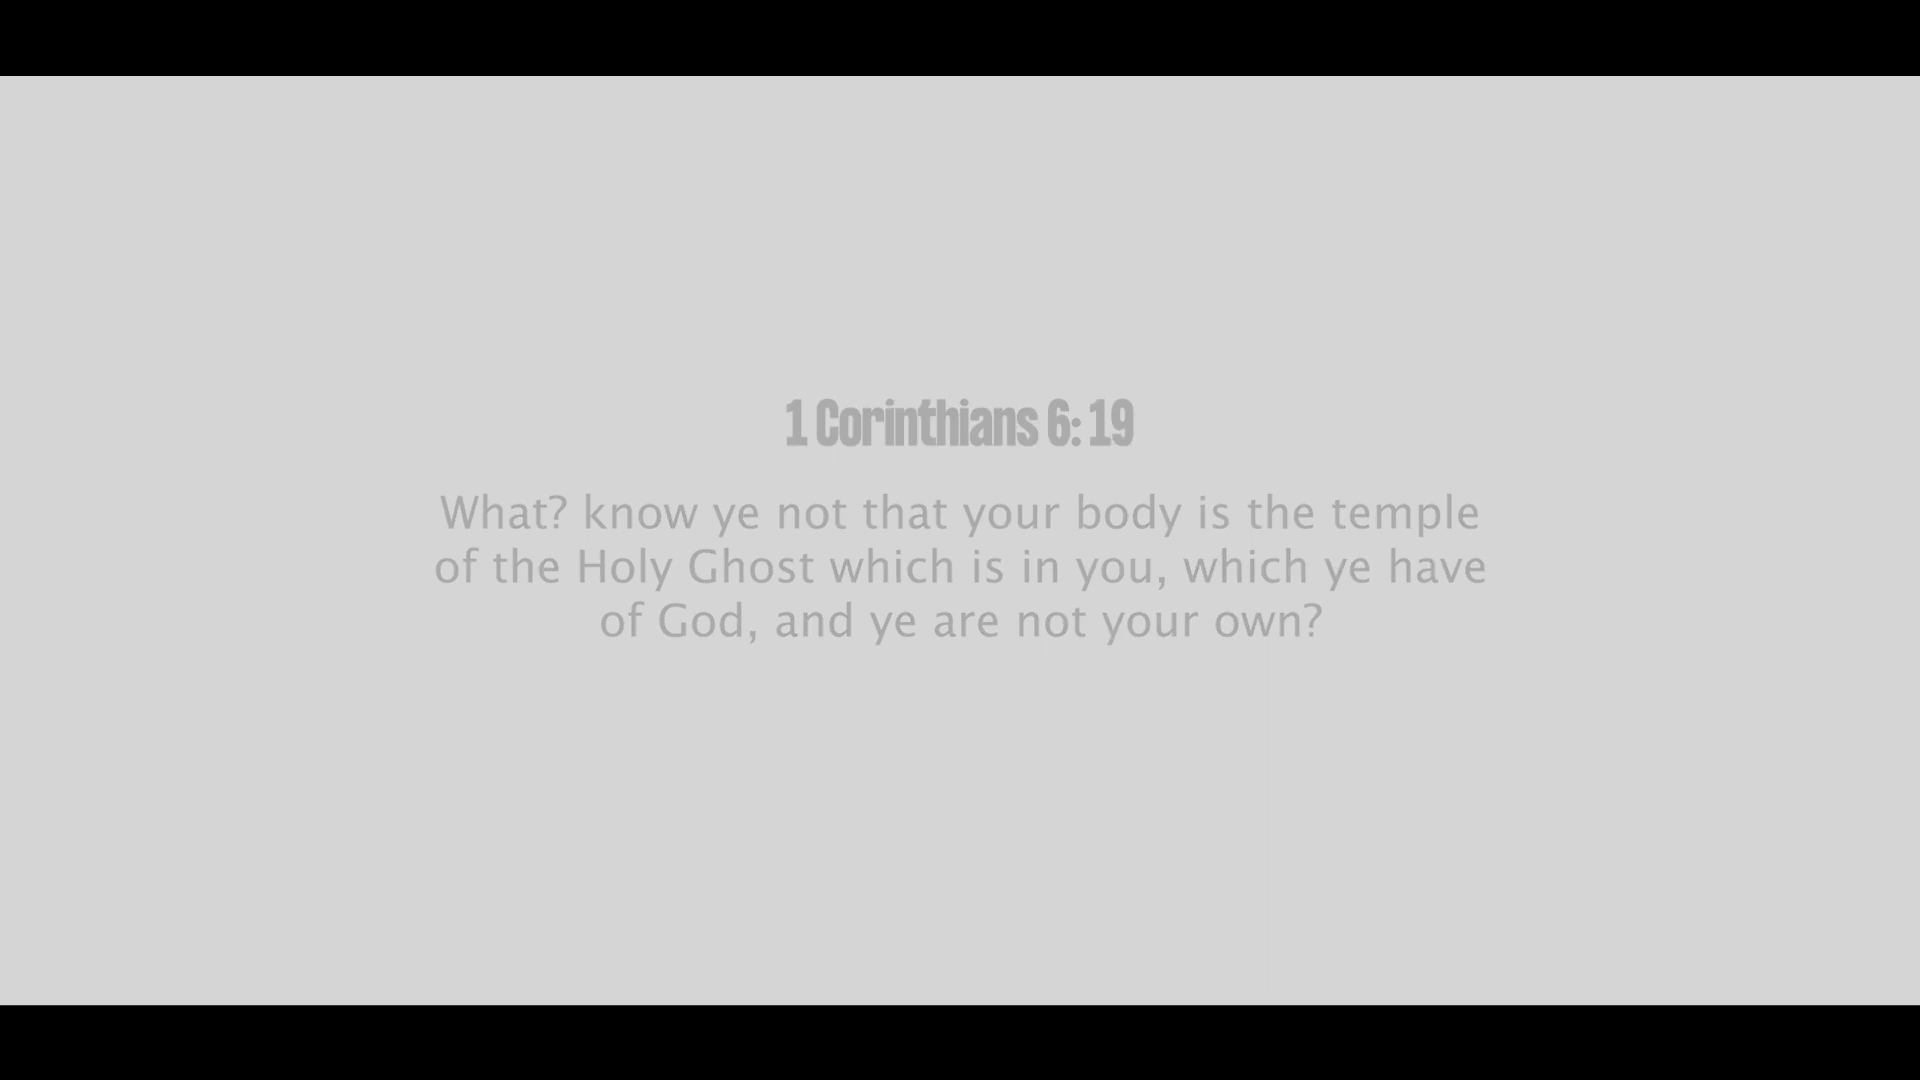 1 Corinthians 6:19
What? know ye not that your body is the temple
of the Holy Ghost which is in you, which ye have
of God, and ye are not your own?